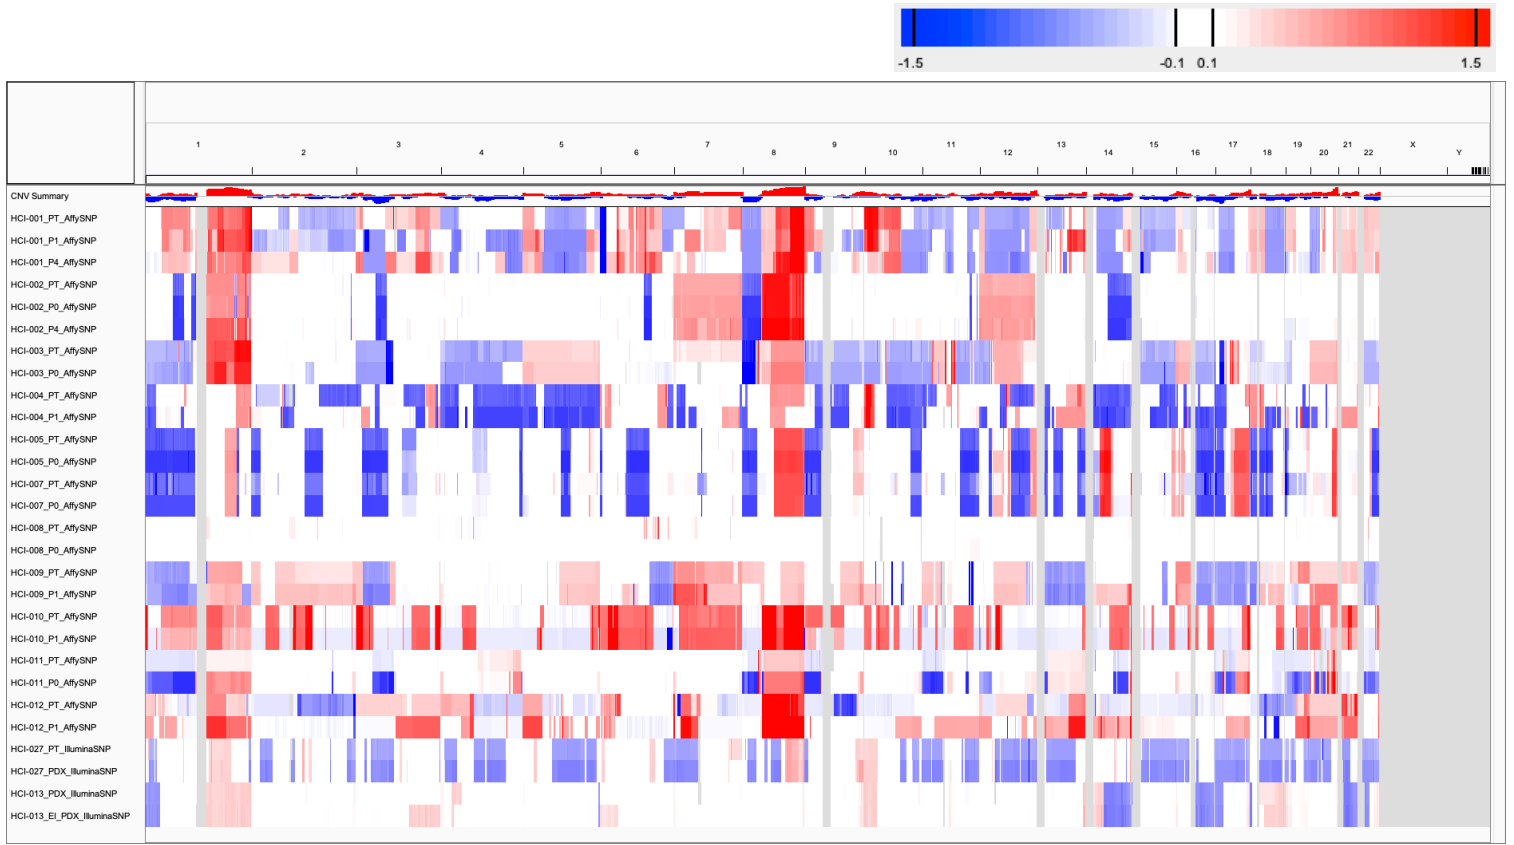 -1.5 -0.1 0.1 1.5
1 2 3 4 5 6 7 8 9 10 11 12 13 14 15 16 17 18 19 20 21 22 X Y
CNV Summary
HCI-001_PT_AffySNP
HCI-001_P1_AffySNP
HCI-001_P4_AffySNP
HCI-002_PT_AffySNP
HCI-002_P0_AffySNP
HCI-002_P4_AffySNP
HCI-003_PT_AffySNP
HCI-003_P0_AffySNP
HCI-004_PT_AffySNP
HCI-004_P1_AffySNP
HCI-005_PT_AffySNP
HCI-005_P0_AffySNP
HCI-007_PT_AffySNP
HCI-007_P0_AffySNP
HCI-008_PT_AffySNP
HCI-008_P0_AffySNP
HCI-009_PT_AffySNP
HCI-009_P1_AffySNP
HCI-010_PT_AffySNP
HCI-010_P1_AffySNP
HCI-011_PT_AffySNP
HCI-011_P0_AffySNP
HCI-012_PT_AffySNP
HCI-012_P1_AffySNP
HCI-027_PT_IlluminaSNP
HCI-027_PDX_IlluminaSNP
HCI-013_PDX_IlluminaSNP
HCI-013_EI_PDX_IlluminaSNP